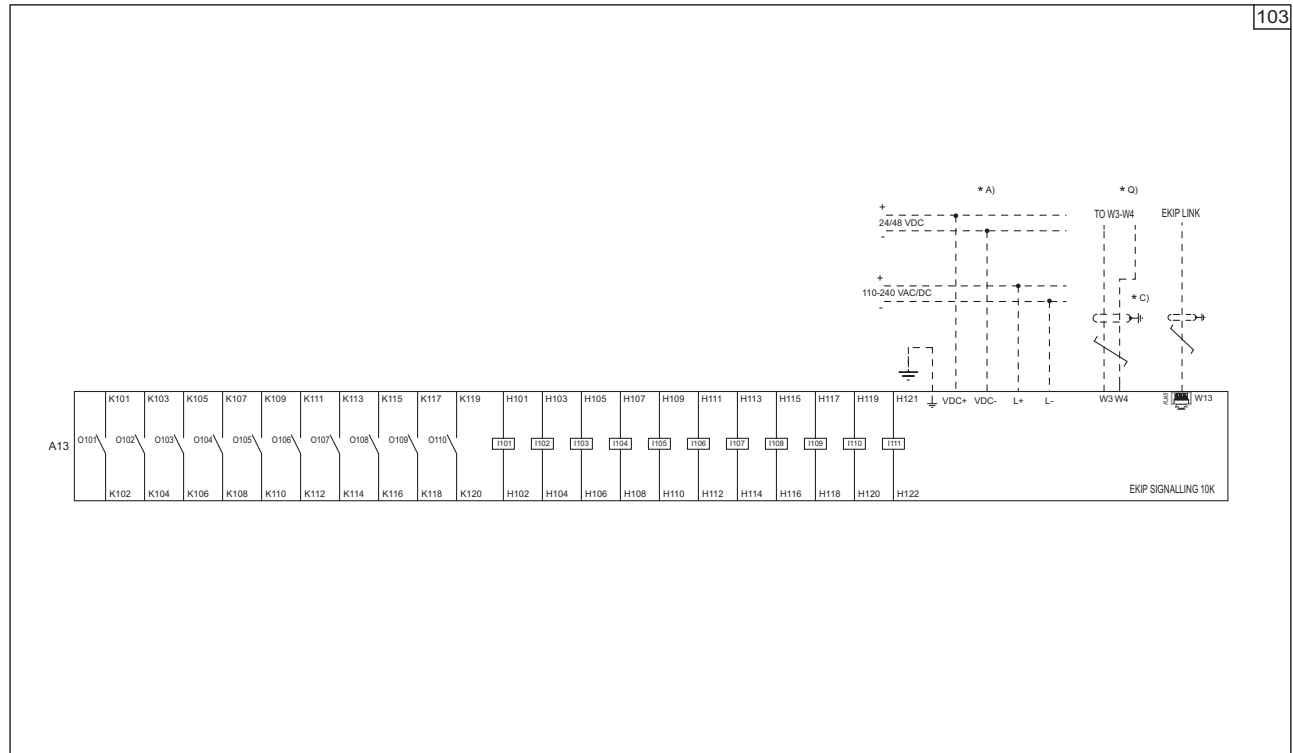 103
* A)
* Q)
+
24/48 VDC
-
TO W3-W4
EKIP LINK
+
110-240 VAC/DC
-
* C)
K101 K103 K105 K107 K109 K111 K113 K115 K117 K119 H101 H103 H105 H107 H109 H111 H113 H115 H117 H119 H121 VDC+ VDC- L+ L- W3 W4 RJ45 W13
A13 O101 O102 O103 O104 O105 O106 O107 O108 O109 O110 I101 I102 I103 I104 I105 I106 I107 I108 I109 I110 I111
K102 K104 K106 K108 K110 K112 K114 K116 K118 K120 H102 H104 H106 H108 H110 H112 H114 H116 H118 H120 H122
EKIP SIGNALLING 10K